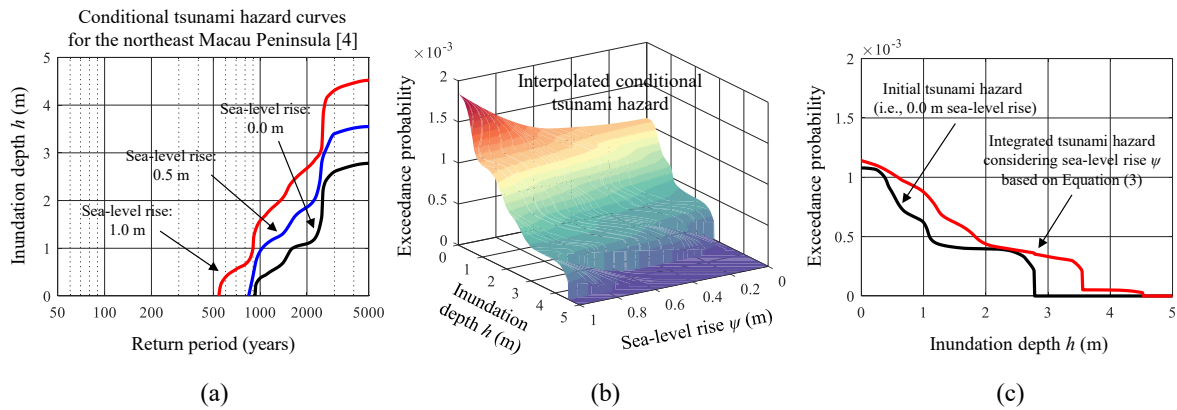 Conditional tsunami hazard curves
for the northeast Macau Peninsula [4]
5
4
3
2
1
0
Inundation depth h (m)
Sea-level rise:
0.0 m
Sea-level rise:
0.5 m
Sea-level rise:
1.0 m
50
100
200
500
1000
2000
5000
Return period (years)
(a)
×10⁻³
2
1.5
1
0.5
0
Exceedance probability
Interpolated conditional
tsunami hazard
0
1
2
3
4
5
Inundation
depth h (m)
1
0.8
0.6
0.4
0.2
0
Sea-level rise ψ (m)
(b)
×10⁻³
2
1.5
1
0.5
0
Exceedance probability
Initial tsunami hazard
(i.e., 0.0 m sea-level rise)
Integrated tsunami hazard
considering sea-level rise ψ
based on Equation (3)
0
1
2
3
4
5
Inundation depth h (m)
(c)